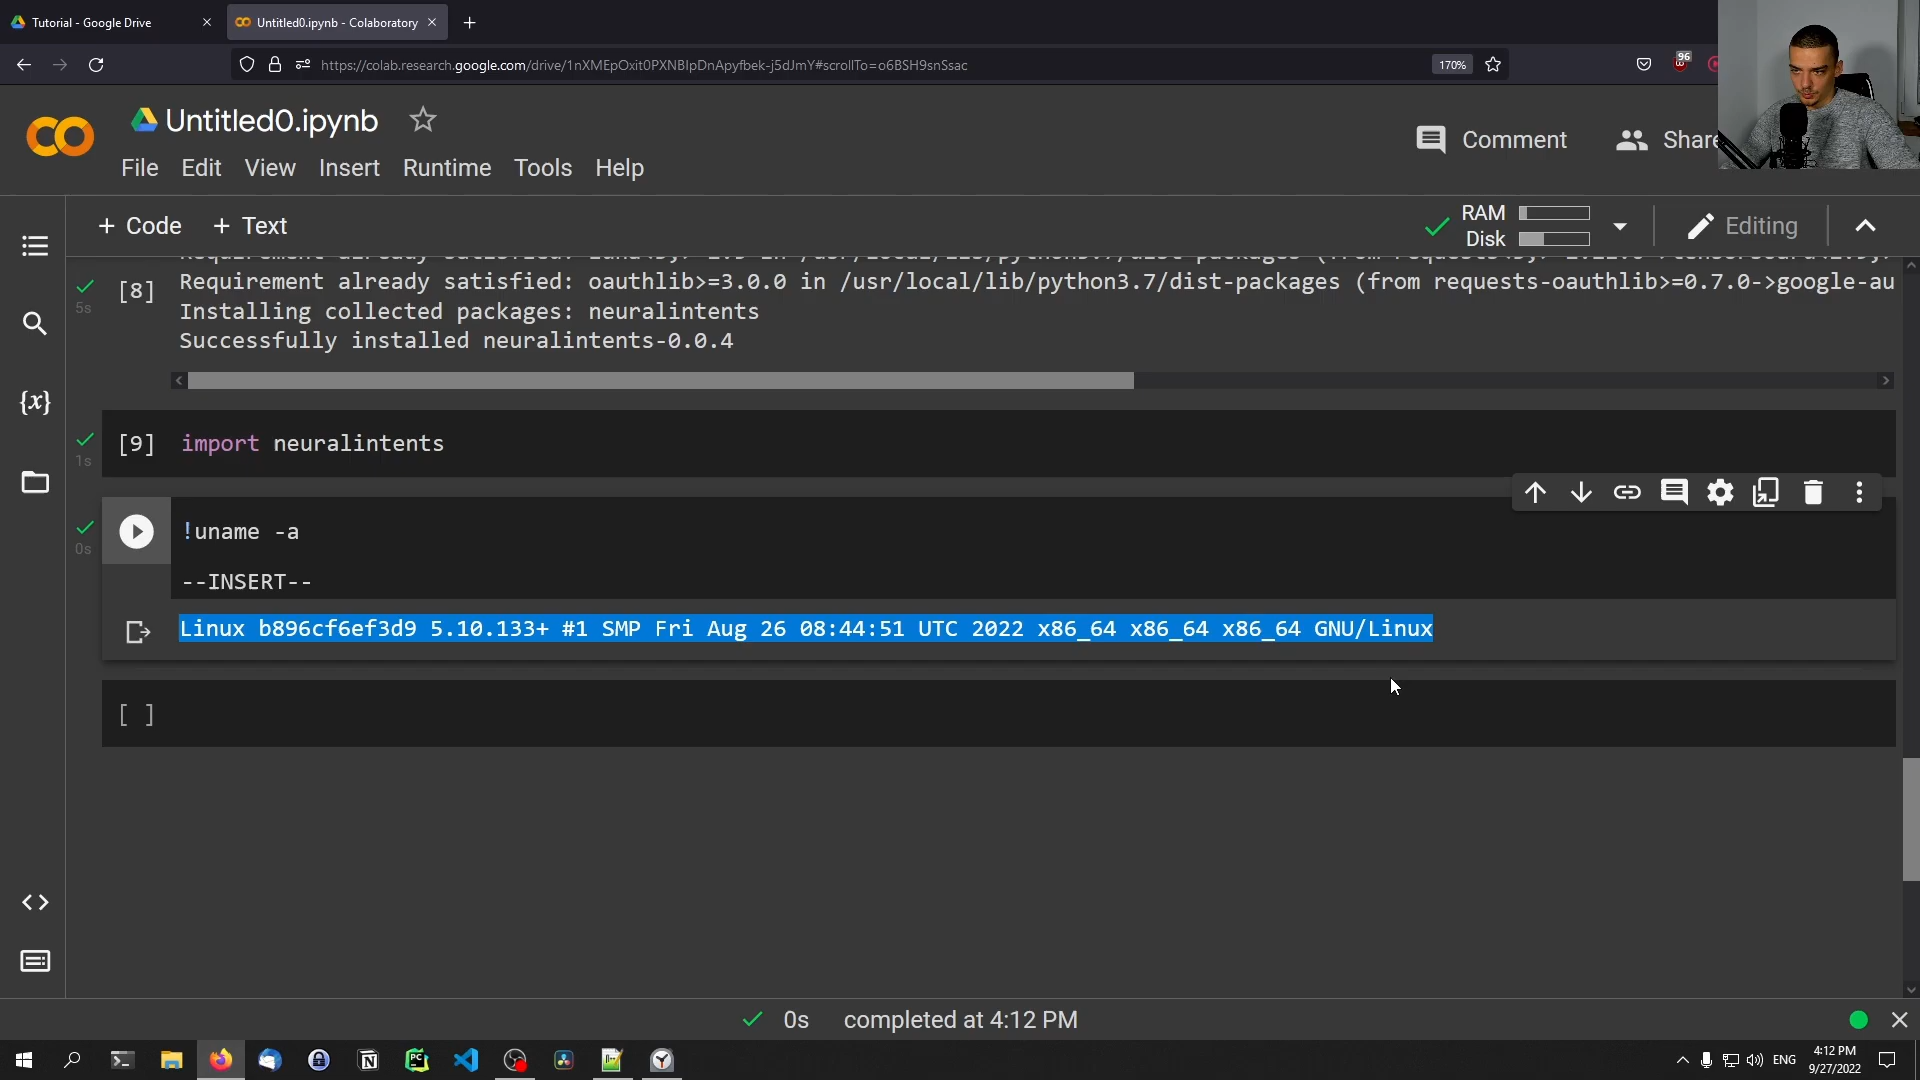 Tutorial - Google Drive
Untitled0.ipynb - Colaboratory
https://colab.research.google.com/drive/1nXMEpOxit0PXNBIpDnApyfbek-j5dJmY#scrollTo=o6BSH9snSsac
170%
96
Untitled0.ipynb
File Edit View Insert Runtime Tools Help
Comment
Share
+ Code + Text
RAM
Disk
Editing
[8]
5s
Requirement already satisfied: oauthlib>=3.0.0 in /usr/local/lib/python3.7/dist-packages (from requests-oauthlib>=0.7.0->google-au
Installing collected packages: neuralintents
Successfully installed neuralintents-0.0.4
[9] import neuralintents
1s
!uname -a
0s
--INSERT--
Linux b896cf6ef3d9 5.10.133+ #1 SMP Fri Aug 26 08:44:51 UTC 2022 x86_64 x86_64 x86_64 GNU/Linux
[ ]
{x}
0s completed at 4:12 PM
ENG
4:12 PM
9/27/2022